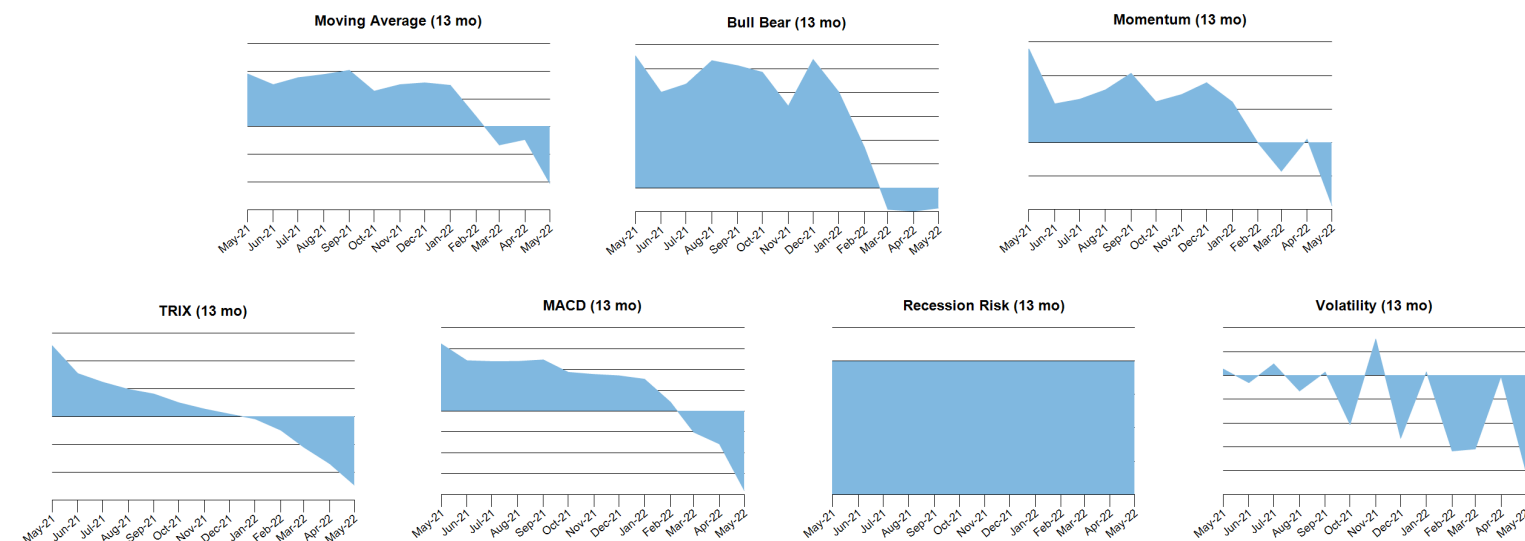 Moving Average (13 mo)
Bull Bear (13 mo)
Momentum (13 mo)
May-21 Jun-21 Jul-21 Aug-21 Sep-21 Oct-21 Nov-21 Dec-21 Jan-22 Feb-22 Mar-22 Apr-22 May-22
May-21 Jun-21 Jul-21 Aug-21 Sep-21 Oct-21 Nov-21 Dec-21 Jan-22 Feb-22 Mar-22 Apr-22 May-22
May-21 Jun-21 Jul-21 Aug-21 Sep-21 Oct-21 Nov-21 Dec-21 Jan-22 Feb-22 Mar-22 Apr-22 May-22
TRIX (13 mo)
MACD (13 mo)
Recession Risk (13 mo)
Volatility (13 mo)
May-21 Jun-21 Jul-21 Aug-21 Sep-21 Oct-21 Nov-21 Dec-21 Jan-22 Feb-22 Mar-22 Apr-22 May-22
May-21 Jun-21 Jul-21 Aug-21 Sep-21 Oct-21 Nov-21 Dec-21 Jan-22 Feb-22 Mar-22 Apr-22 May-22
May-21 Jun-21 Jul-21 Aug-21 Sep-21 Oct-21 Nov-21 Dec-21 Jan-22 Feb-22 Mar-22 Apr-22 May-22
May-21 Jun-21 Jul-21 Aug-21 Sep-21 Oct-21 Nov-21 Dec-21 Jan-22 Feb-22 Mar-22 Apr-22 May-22